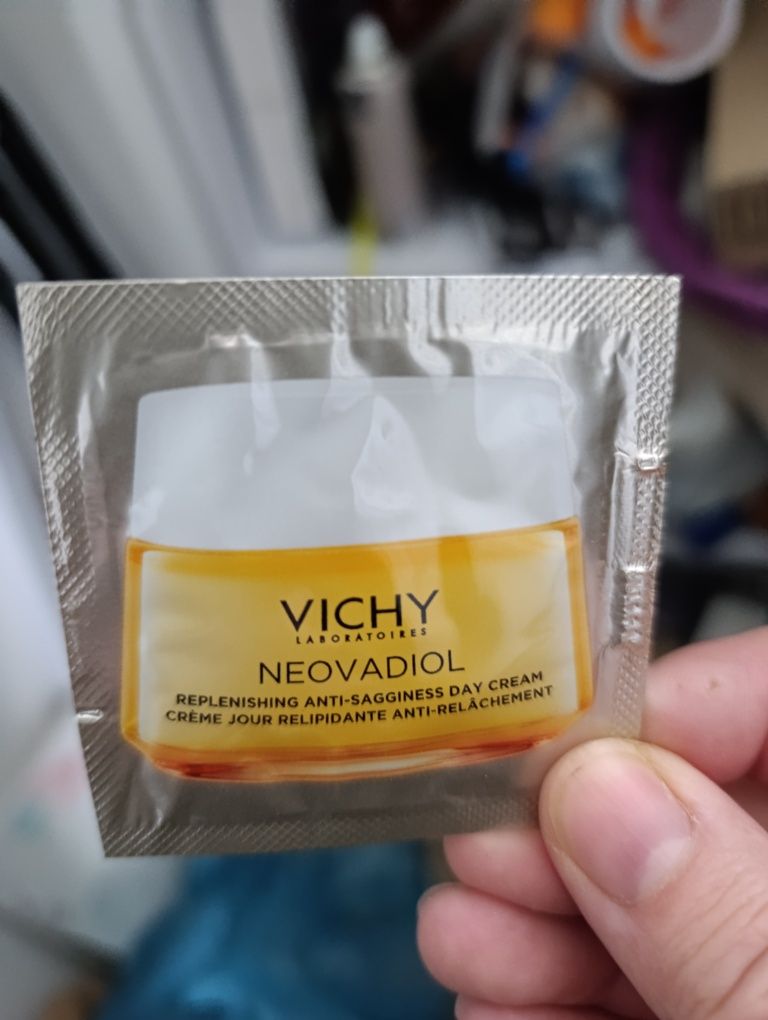 VICHY
LABORATOIRES
NEOVADIOL
REPLENISHING ANTI-SAGGINESS DAY CREAM
CRÈME JOUR RELIPIDANTE ANTI-RELÂCHEMENT